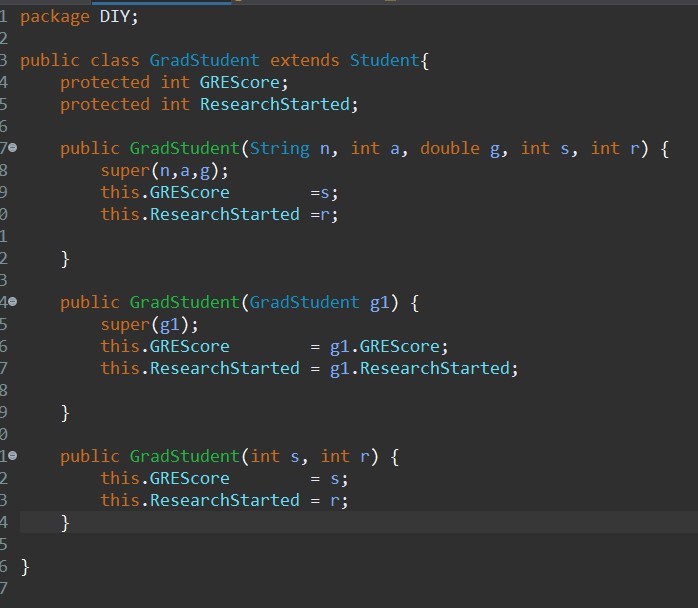 1 package DIY;
2
3 public class GradStudent extends Student{
4     protected int GREScore;
5     protected int ResearchStarted;
6
7     public GradStudent(String n, int a, double g, int s, int r) {
8         super(n,a,g);
9         this.GREScore        =s;
0         this.ResearchStarted =r;
1
2     }
3
4     public GradStudent(GradStudent g1) {
5         super(g1);
6         this.GREScore        = g1.GREScore;
7         this.ResearchStarted = g1.ResearchStarted;
8
9     }
0
1     public GradStudent(int s, int r) {
2         this.GREScore        = s;
3         this.ResearchStarted = r;
4     }
5
6 }
7